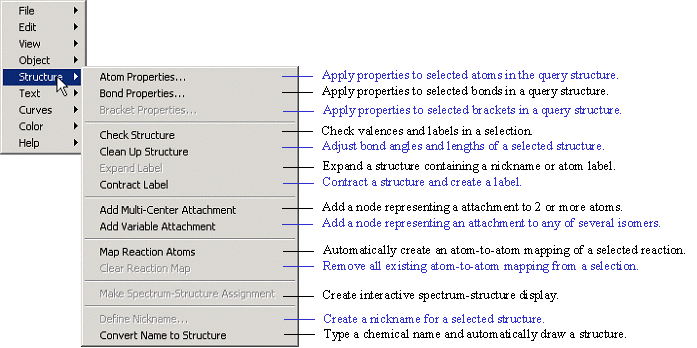 File
Edit
View
Object
Structure
Text
Curves
Color
Help
Atom Properties... Apply properties to selected atoms in the query structure.
Bond Properties... Apply properties to selected bonds in a query structure.
Bracket Properties... Apply properties to selected brackets in a query structure.
Check Structure Check valences and labels in a selection.
Clean Up Structure Adjust bond angles and lengths of a selected structure.
Expand Label Expand a structure containing a nickname or atom label.
Contract Label Contract a structure and create a label.
Add Multi-Center Attachment Add a node representing a attachment to 2 or more atoms.
Add Variable Attachment Add a node representing an attachment to any of several isomers.
Map Reaction Atoms Automatically create an atom-to-atom mapping of a selected reaction.
Clear Reaction Map Remove all existing atom-to-atom mapping from a selection.
Make Spectrum-Structure Assignment Create interactive spectrum-structure display.
Define Nickname... Create a nickname for a selected structure.
Convert Name to Structure Type a chemical name and automatically draw a structure.